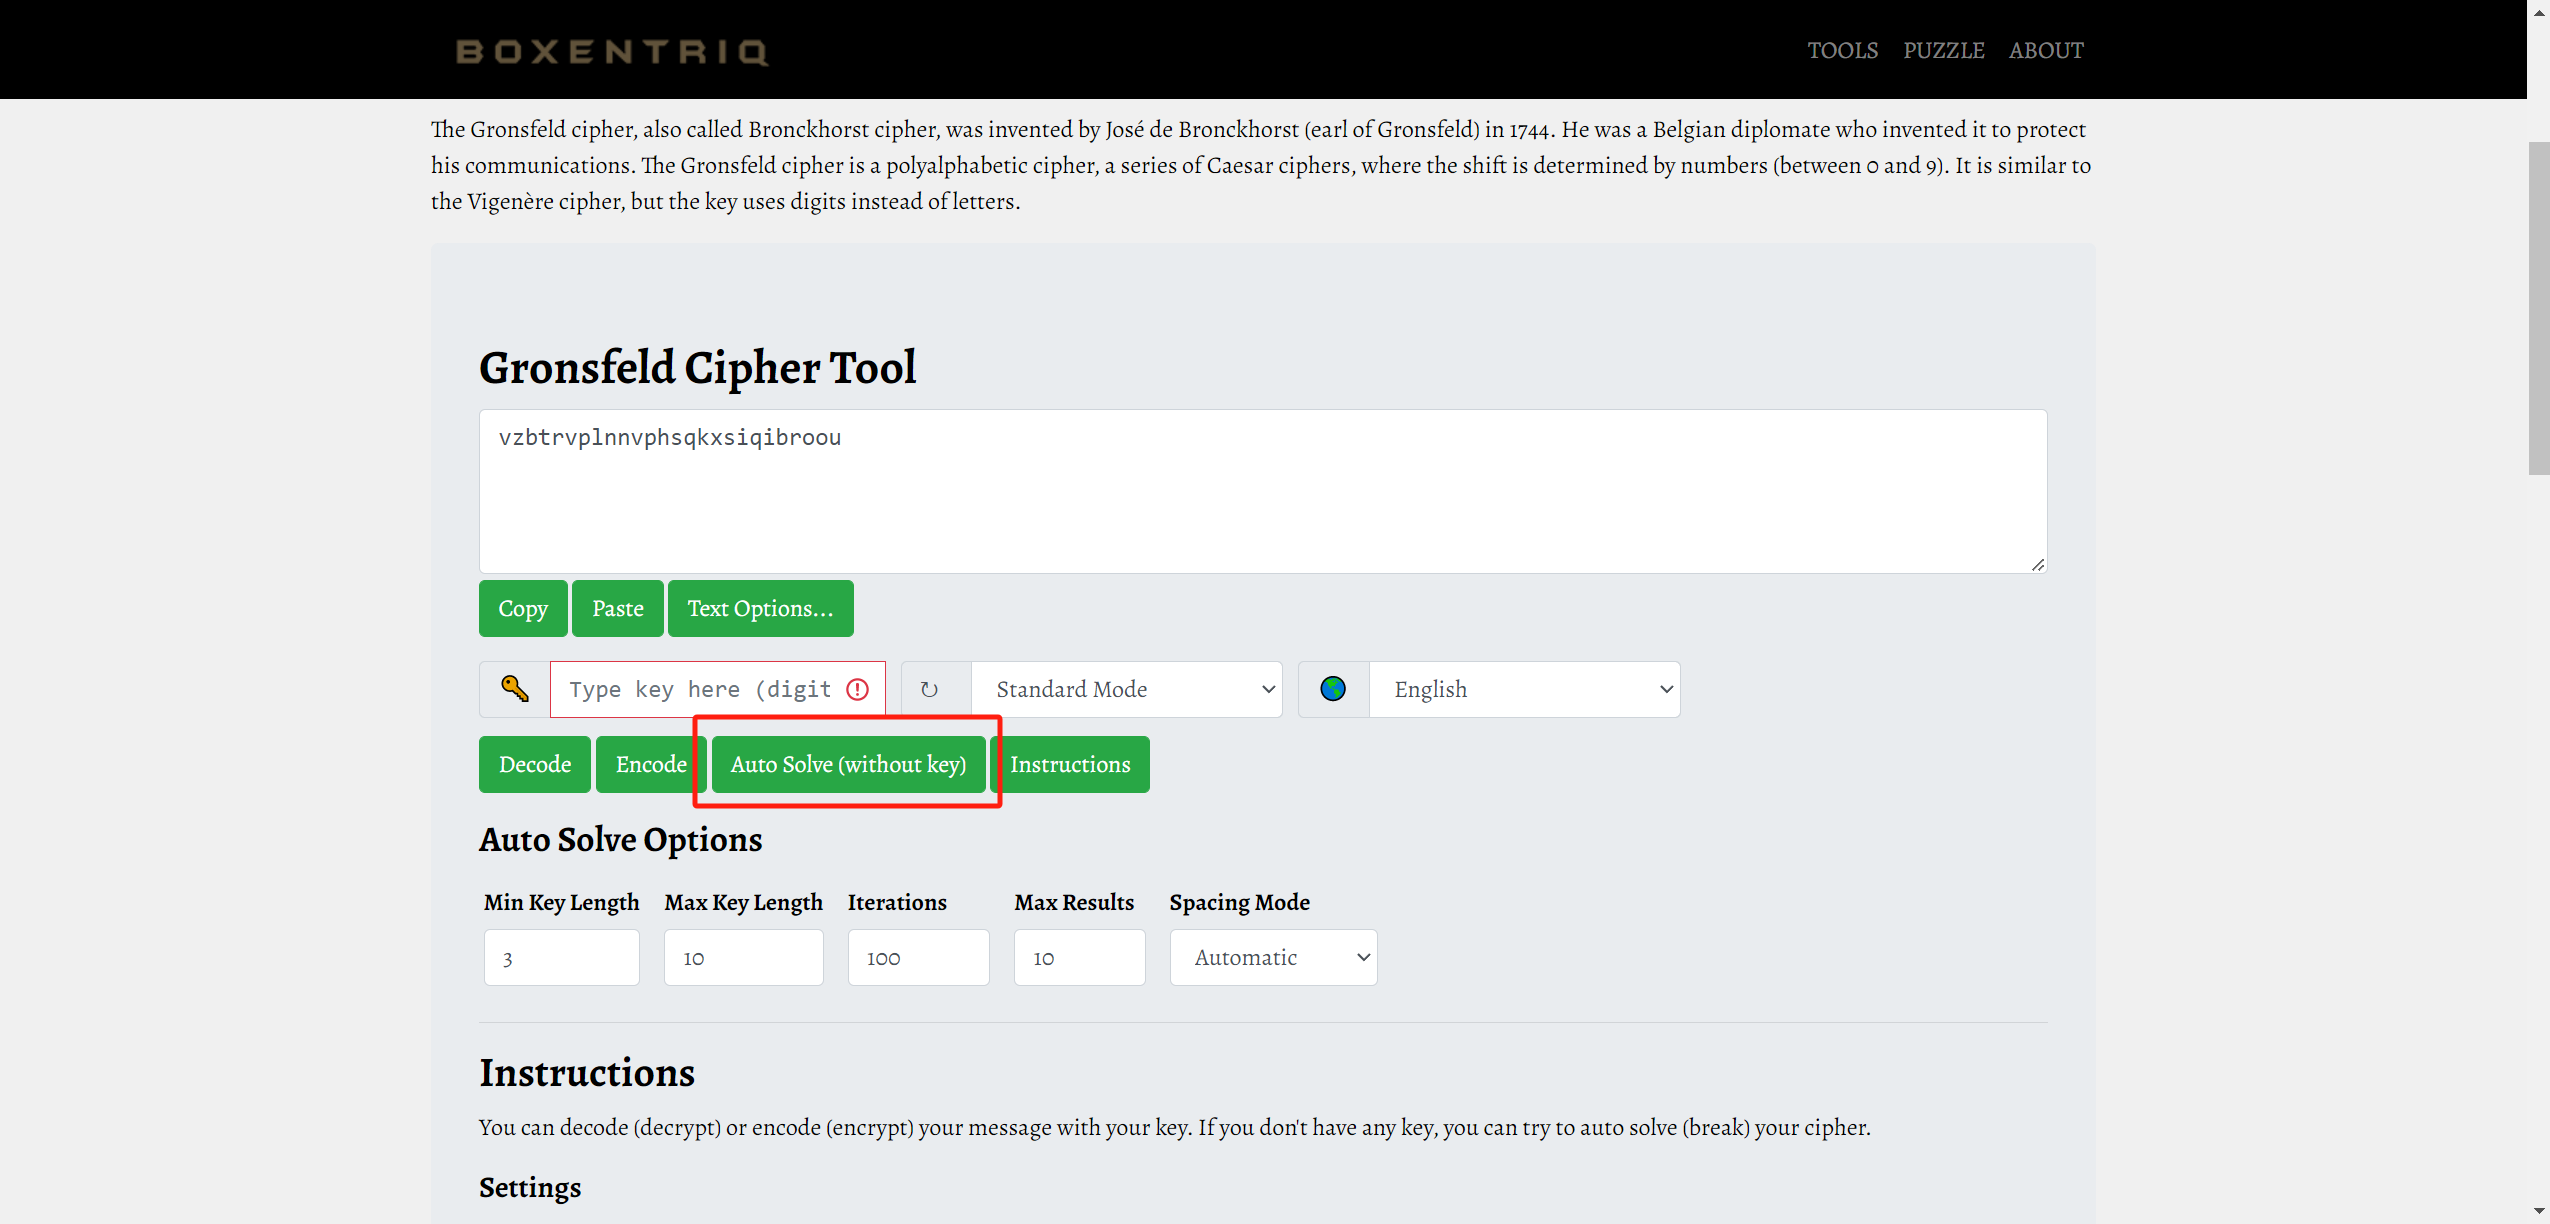 BOXENTRIQ
TOOLS PUZZLE ABOUT
The Gronsfeld cipher, also called Bronckhorst cipher, was invented by José de Bronckhorst (earl of Gronsfeld) in 1744. He was a Belgian diplomate who invented it to protect
his communications. The Gronsfeld cipher is a polyalphabetic cipher, a series of Caesar ciphers, where the shift is determined by numbers (between 0 and 9). It is similar to
the Vigenère cipher, but the key uses digits instead of letters.
Gronsfeld Cipher Tool
vzbtrvplnnvphsqkxsiqibroou
Copy Paste Text Options...
Type key here (digit Standard Mode English
Decode Encode Auto Solve (without key) Instructions
Auto Solve Options
Min Key Length Max Key Length Iterations Max Results Spacing Mode
3 10 100 10 Automatic
Instructions
You can decode (decrypt) or encode (encrypt) your message with your key. If you don't have any key, you can try to auto solve (break) your cipher.
Settings